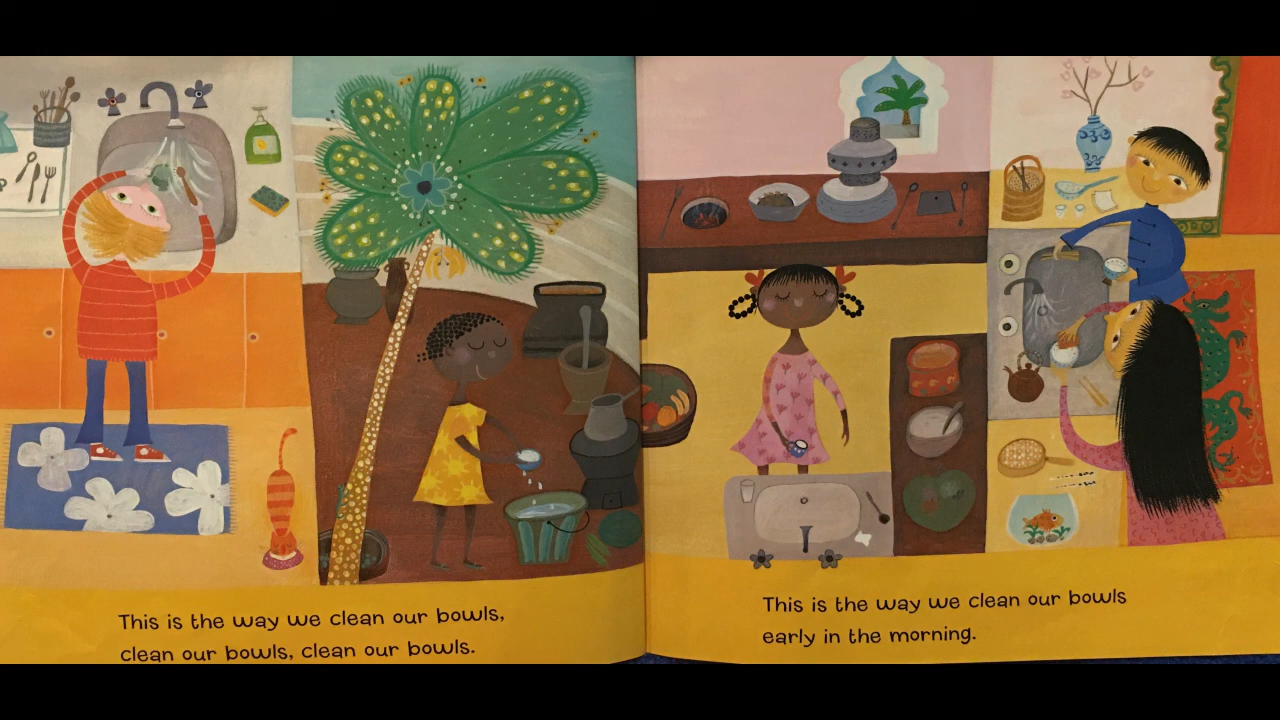 This is the way we clean our bowls,
clean our bowls, clean our bowls.
This is the way we clean our bowls
early in the morning.